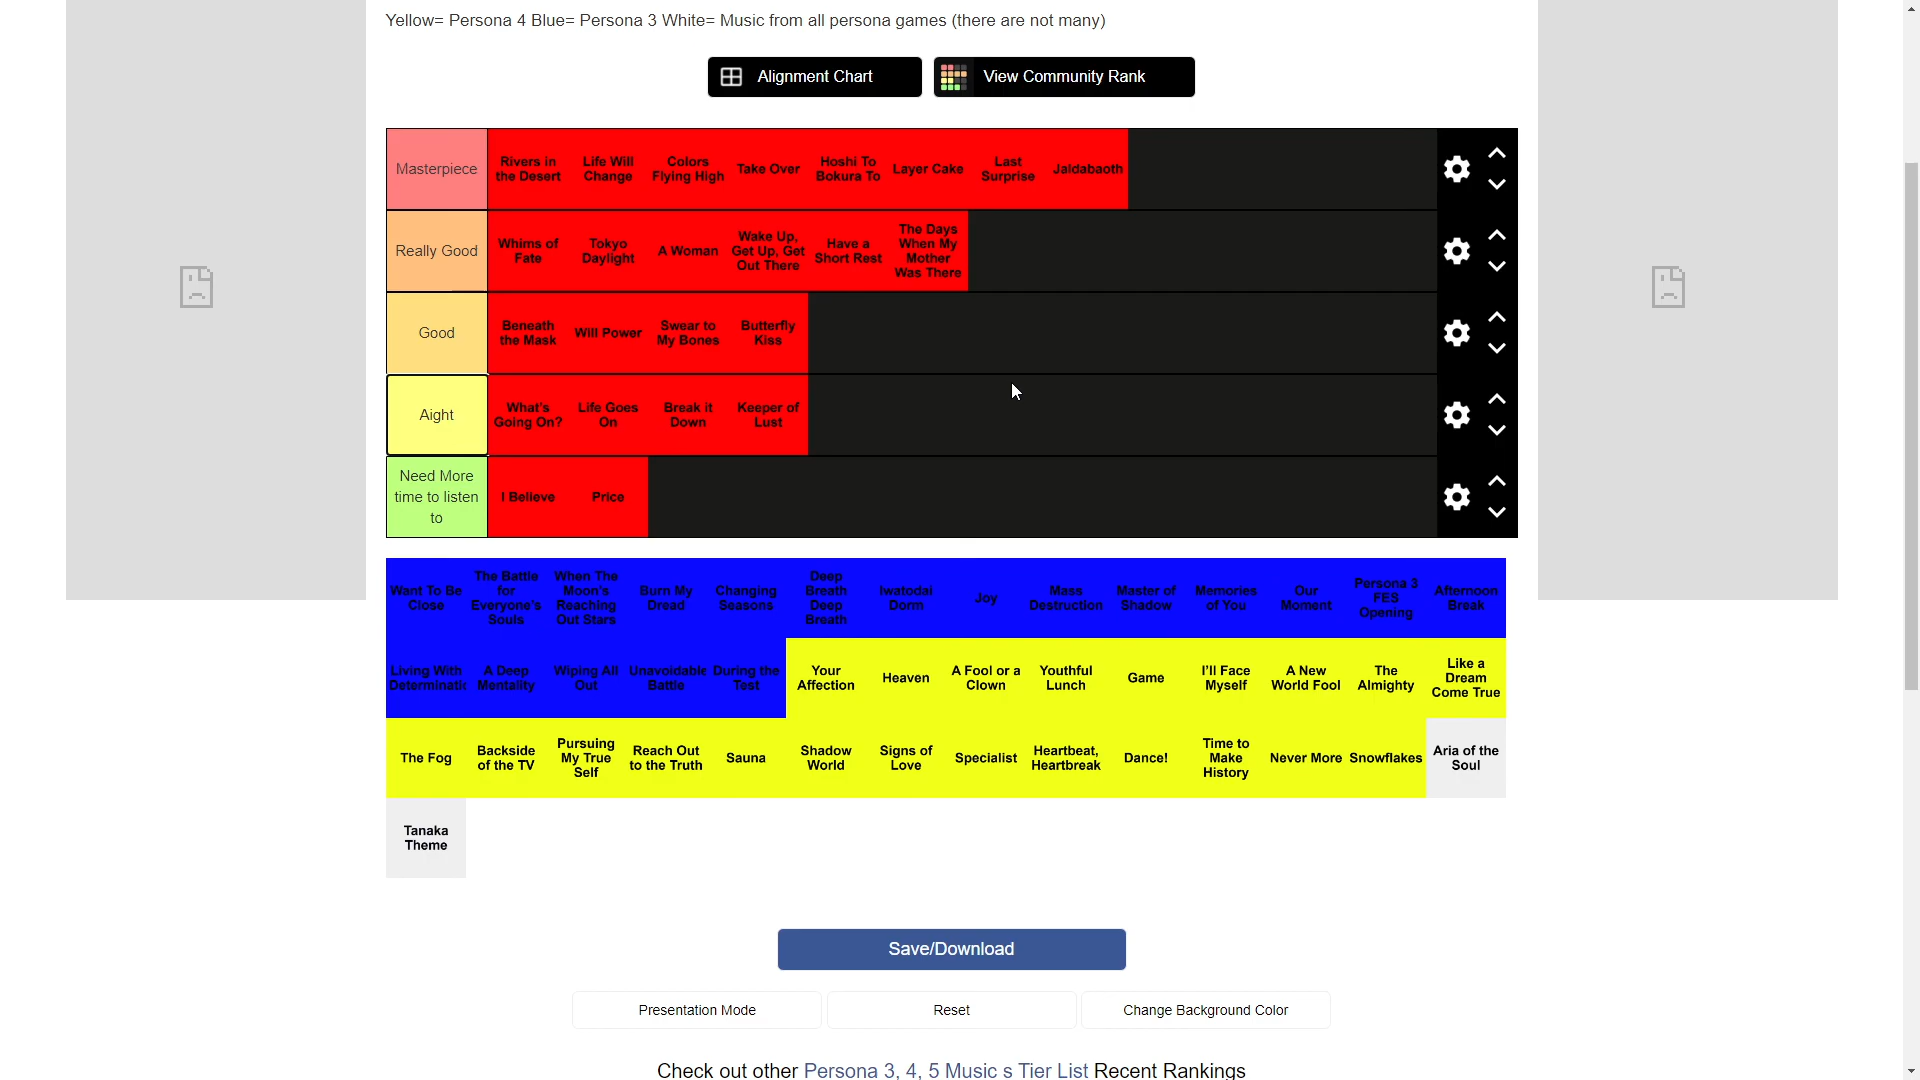 Yellow= Persona 4 Blue= Persona 3 White= Music from all persona games (there are not many)
Alignment Chart
View Community Rank
Masterpiece
Rivers in the Desert
Life Will Change
Colors Flying High
Take Over
Hoshi To Bokura To
Layer Cake
Last Surprise
Jaldabaoth
Really Good
Whims of Fate
Tokyo Daylight
A Woman
Wake Up, Get Up, Get Out There
Have a Short Rest
The Days When My Mother Was There
Good
Beneath the Mask
Will Power
Swear to My Bones
Butterfly Kiss
Aight
What's Going On?
Life Goes On
Break it Down
Keeper of Lust
Need More time to listen to
I Believe
Price
Want To Be Close
The Battle for Everyone's Souls
When The Moon's Reaching Out Stars
Burn My Dread
Changing Seasons
Deep Breath Deep Breath
Iwatodai Dorm
Joy
Mass Destruction
Master of Shadow
Memories of You
Our Moment
Persona 3 FES Opening
Afternoon Break
Living With Determinatic
A Deep Mentality
Wiping All Out
Unavoidable Battle
During the Test
Your Affection
Heaven
A Fool or a Clown
Youthful Lunch
Game
I'll Face Myself
A New World Fool
The Almighty
Like a Dream Come True
The Fog
Backside of the TV
Pursuing My True Self
Reach Out to the Truth
Sauna
Shadow World
Signs of Love
Specialist
Heartbeat, Heartbreak
Dance!
Time to Make History
Never More
Snowflakes
Aria of the Soul
Tanaka Theme
Save/Download
Presentation Mode
Reset
Change Background Color
Check out other Persona 3, 4, 5 Music s Tier List Recent Rankings